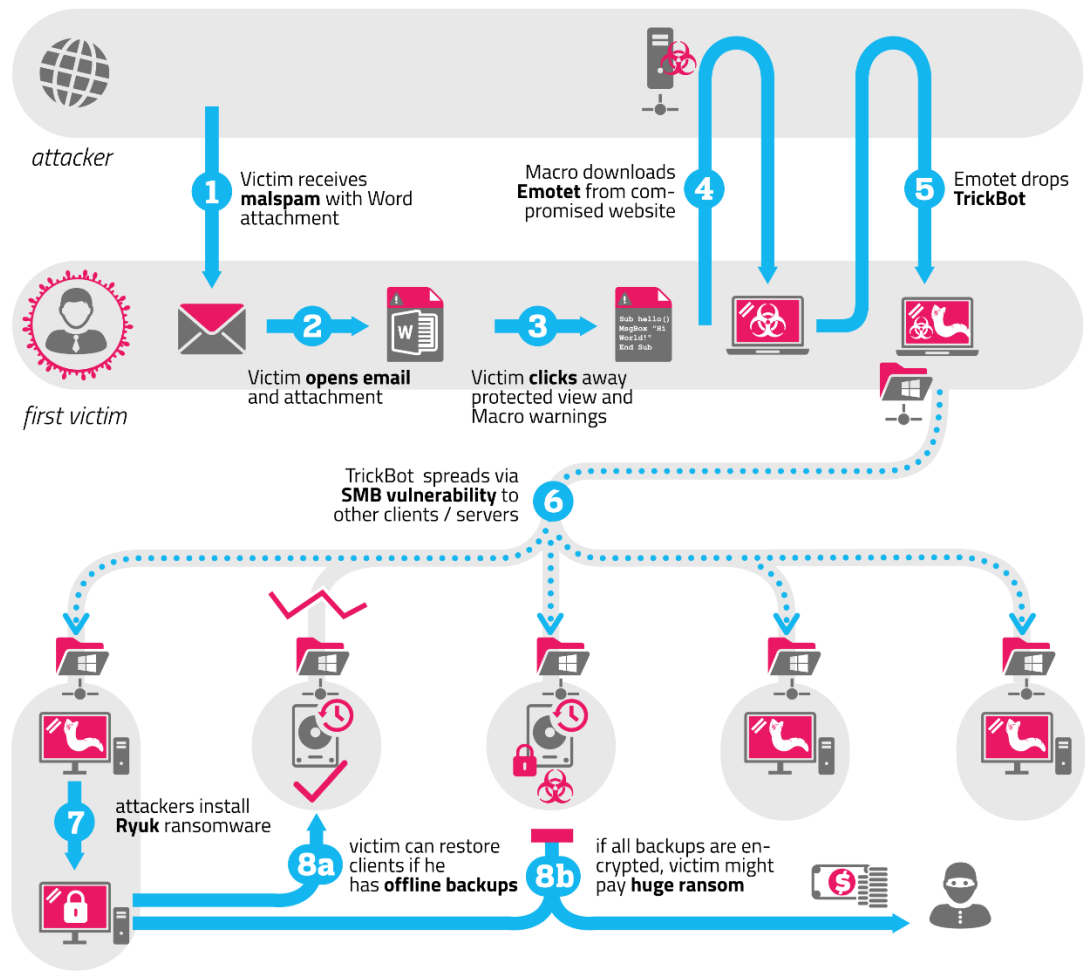 attacker
1
Victim receives
malspam with Word
attachment
Macro downloads
Emotet from com-
promised website
4
5
Emotet drops
TrickBot
first victim
2
Victim opens email
and attachment
W
3
Victim clicks away
protected view and
Macro warnings
Sub hello()
MsgBox "Hi
World!"
End Sub
TrickBot spreads via
SMB vulnerability to
other clients / servers
6
7
attackers install
Ryuk ransomware
8a
victim can restore
clients if he
has offline backups
8b
if all backups are en-
crypted, victim might
pay huge ransom
$